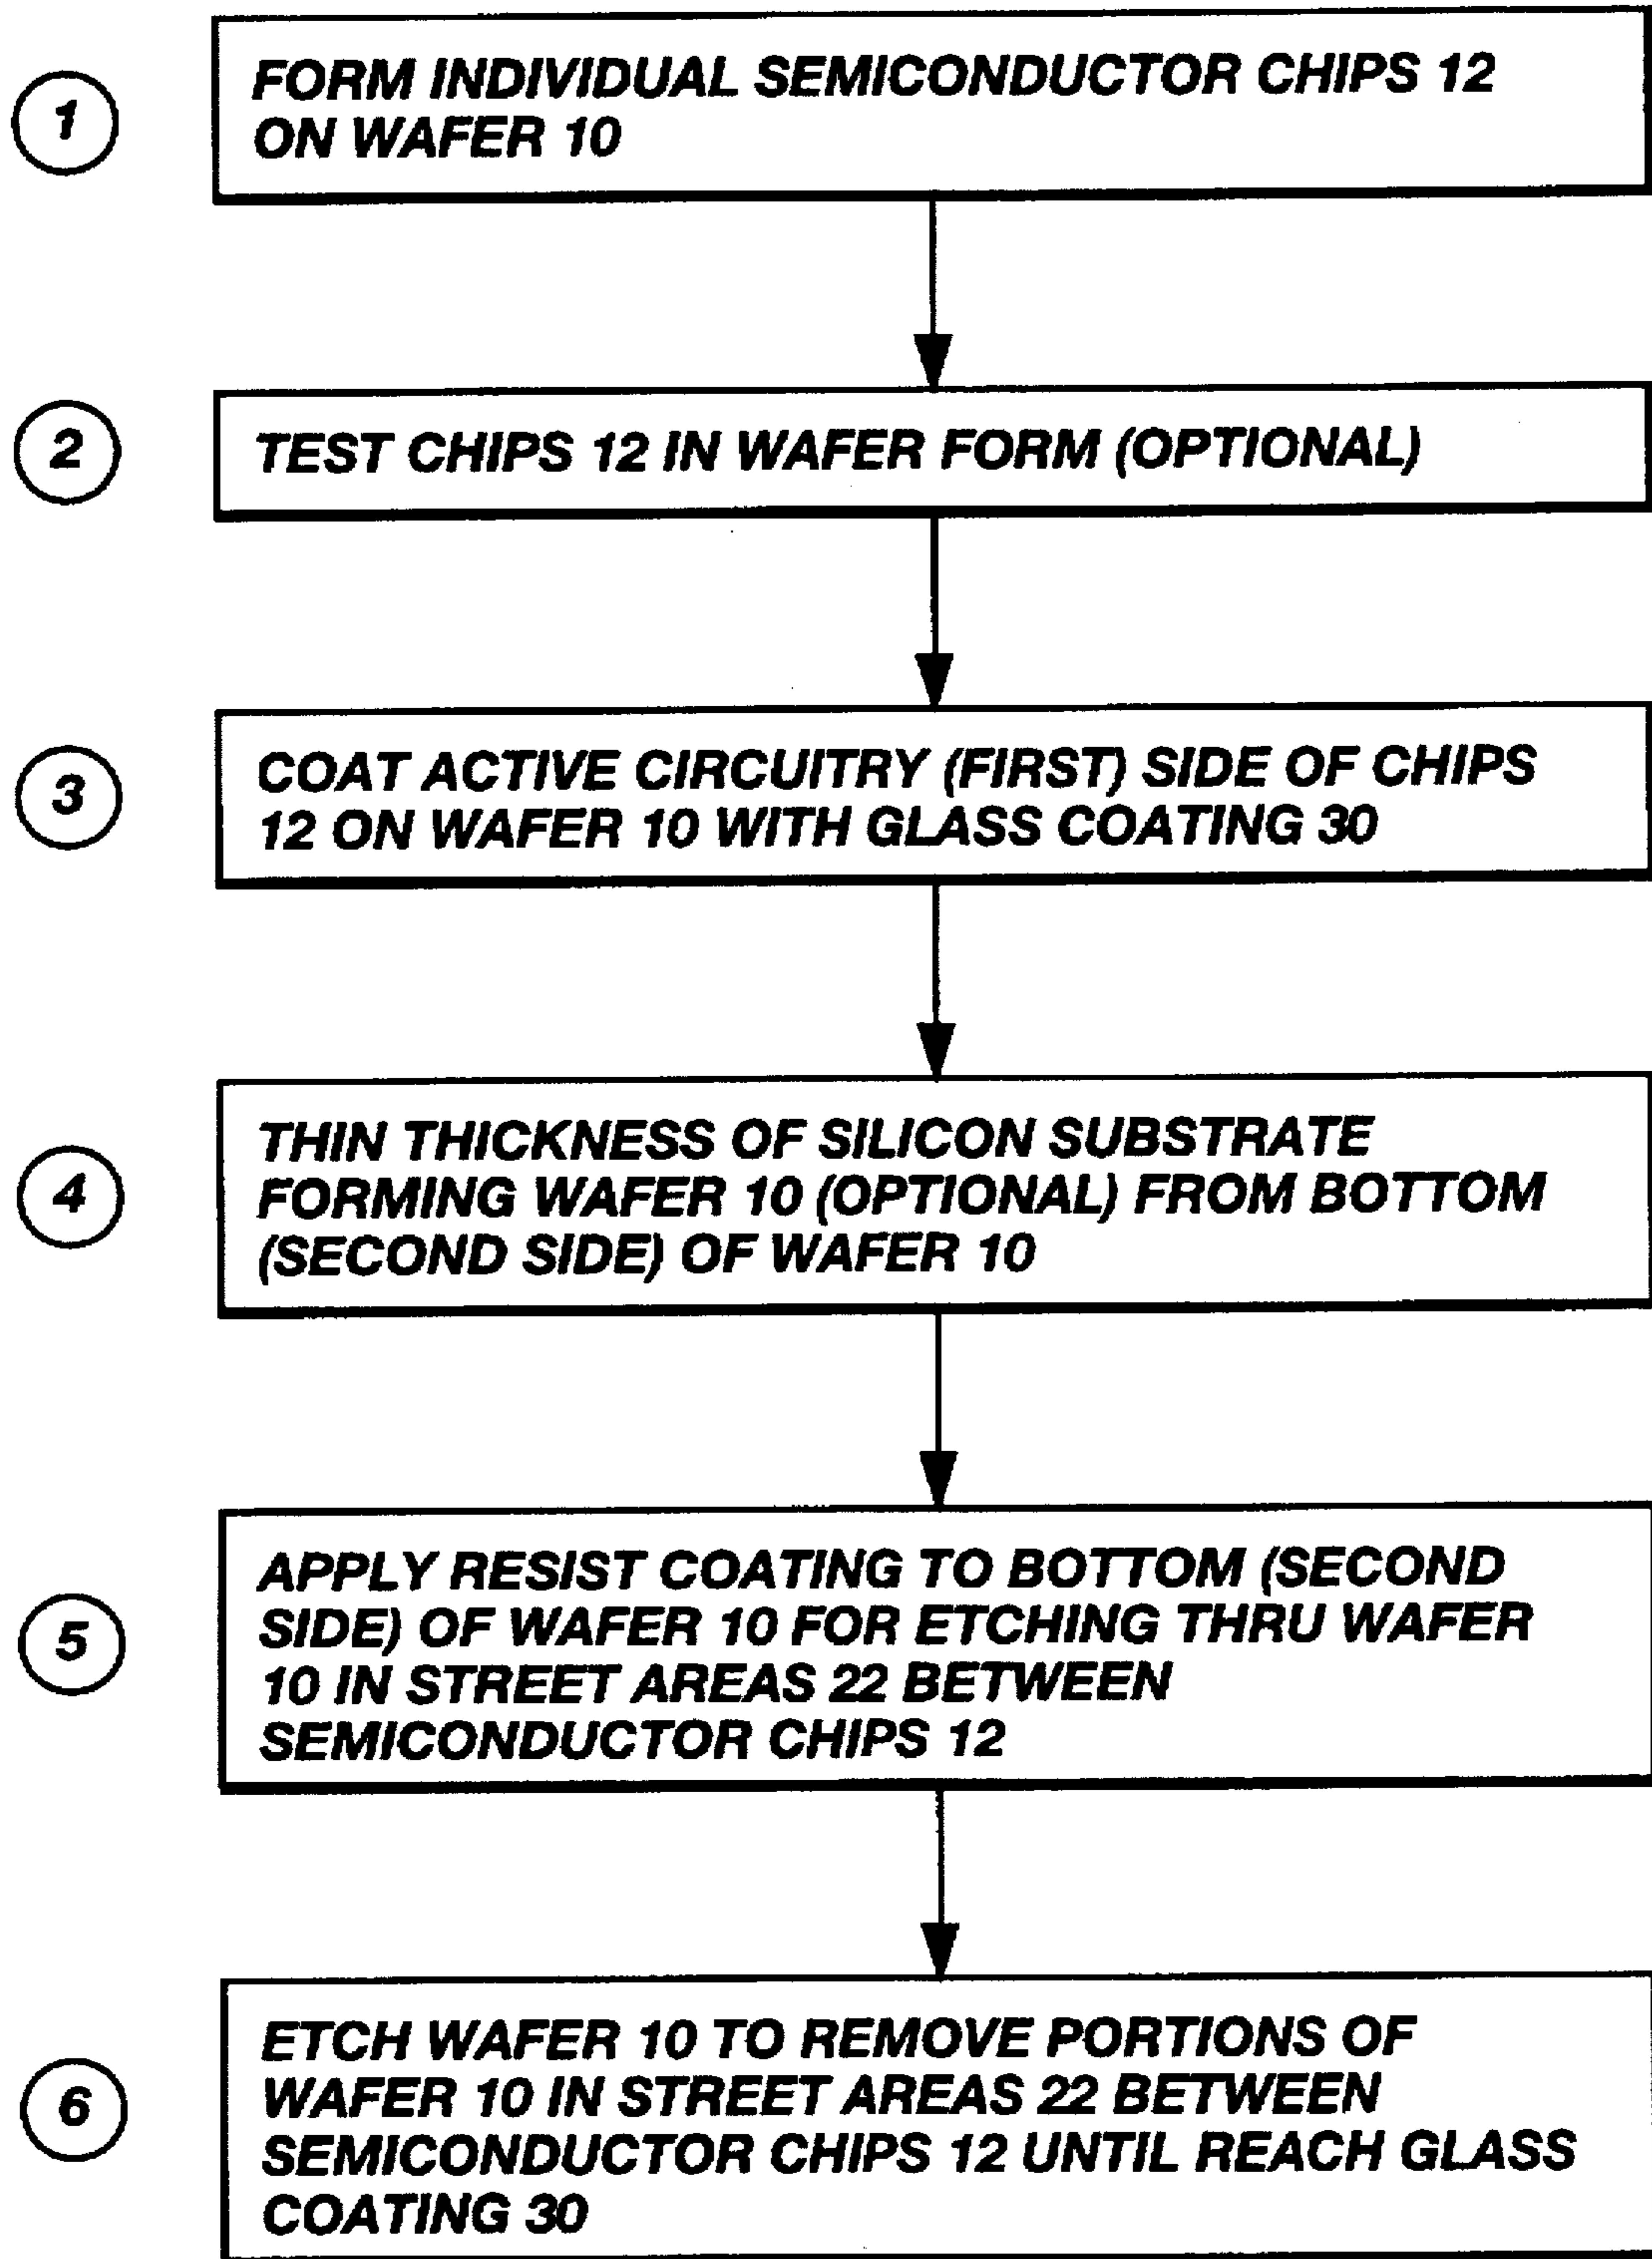 1
FORM INDIVIDUAL SEMICONDUCTOR CHIPS 12
ON WAFER 10
2
TEST CHIPS 12 IN WAFER FORM (OPTIONAL)
3
COAT ACTIVE CIRCUITRY (FIRST) SIDE OF CHIPS
12 ON WAFER 10 WITH GLASS COATING 30
4
THIN THICKNESS OF SILICON SUBSTRATE
FORMING WAFER 10 (OPTIONAL) FROM BOTTOM
(SECOND SIDE) OF WAFER 10
5
APPLY RESIST COATING TO BOTTOM (SECOND
SIDE) OF WAFER 10 FOR ETCHING THRU WAFER
10 IN STREET AREAS 22 BETWEEN
SEMICONDUCTOR CHIPS 12
6
ETCH WAFER 10 TO REMOVE PORTIONS OF
WAFER 10 IN STREET AREAS 22 BETWEEN
SEMICONDUCTOR CHIPS 12 UNTIL REACH GLASS
COATING 30